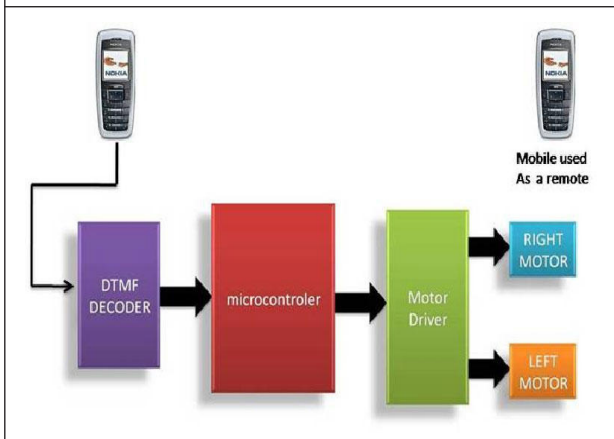 NOKIA
NOKIA
Mobile used
As a remote
DTMF
DECODER
microcontroler
Motor
Driver
RIGHT
MOTOR
LEFT
MOTOR